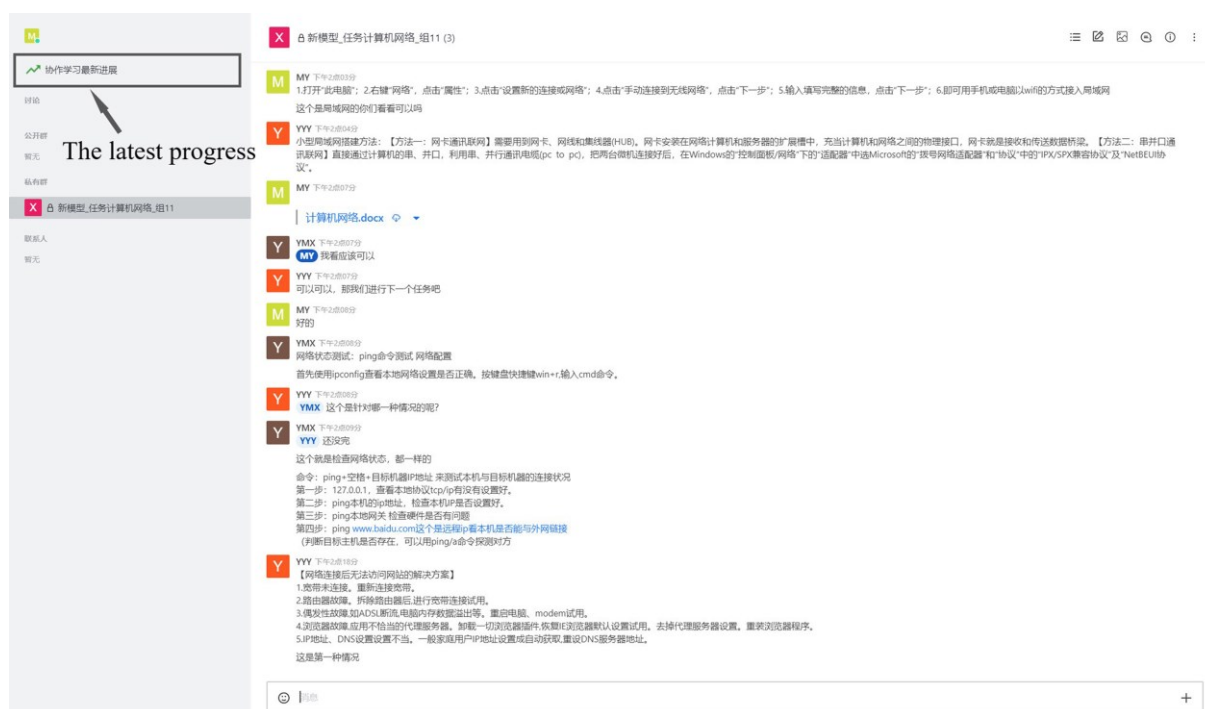 M
协作学习最新进展
讨论
公开群
暂无
The latest progress
私有群
X 新模型_任务计算机网络_组11
联系人
暂无
X 新模型_任务计算机网络_组11 (3)
M MY 下午2点03分
1.打开“此电脑”；2.右键“网络”，点击“属性”；3.点击“设置新的连接或网络”；4.点击“手动连接到无线网络”，点击“下一步”；5.输入填写完整的信息，点击“下一步”；6.即可用手机或电脑以wifi的方式接入局域网
这个是局域网的你们看看可以吗
Y YYY 下午2点04分
小型局域网搭建方法：【方法一：网卡通讯联网】需要用到网卡、网线和集线器(HUB)。网卡安装在网络计算机和服务器的扩展槽中，充当计算机和网络之间的物理接口，网卡就是接收和传送数据桥梁。【方法二：串并口通
讯联网】直接通过计算机的串、并口，利用串、并行通讯电缆(pc to pc)，把两台微机连接好后，在Windows的“控制面板/网络”下的“适配器”中选Microsoft的“拨号网络适配器”和“协议”中的“IPX/SPX兼容协议”及“NetBEUI协
议”。
M MY 下午2点07分
计算机网络.docx
Y YMX 下午2点07分
MY 我看应该可以
Y YYY 下午2点07分
可以可以，那我们进行下一个任务吧
M MY 下午2点08分
好的
Y YMX 下午2点08分
网络状态测试：ping命令测试 网络配置
首先使用ipconfig查看本地网络设置是否正确。按键盘快捷键win+r,输入cmd命令。
Y YYY 下午2点08分
YMX 这个是针对哪一种情况的呢?
Y YMX 下午2点09分
YYY 还没完
这个就是检查网络状态，都一样的
命令：ping+空格+目标机器IP地址 来测试本机与目标机器的连接状况
第一步：127.0.0.1，查看本地协议tcp/ip有没有设置好。
第二步：ping本机的ip地址，检查本机IP是否设置好。
第三步：ping本地网关 检查硬件是否有问题
第四步：ping www.baidu.com这个是远程ip看本机是否能与外网链接
（判断目标主机是否存在，可以用ping/a命令探测对方
Y YYY 下午2点18分
【网络连接后无法访问网站的解决方案】
1.宽带未连接。重新连接宽带。
2.路由器故障。拆除路由器后,进行宽带连接试用。
3.偶发性故障,如ADSL断流,电脑内存数据溢出等。重启电脑、modem试用。
4.浏览器故障,应用不恰当的代理服务器。卸载一切浏览器插件,恢复IE浏览器默认设置试用。去掉代理服务器设置。重装浏览器程序。
5.IP地址、DNS设置设置不当。一般家庭用户IP地址设置成自动获取,重设DNS服务器地址。
这是第一种情况
消息